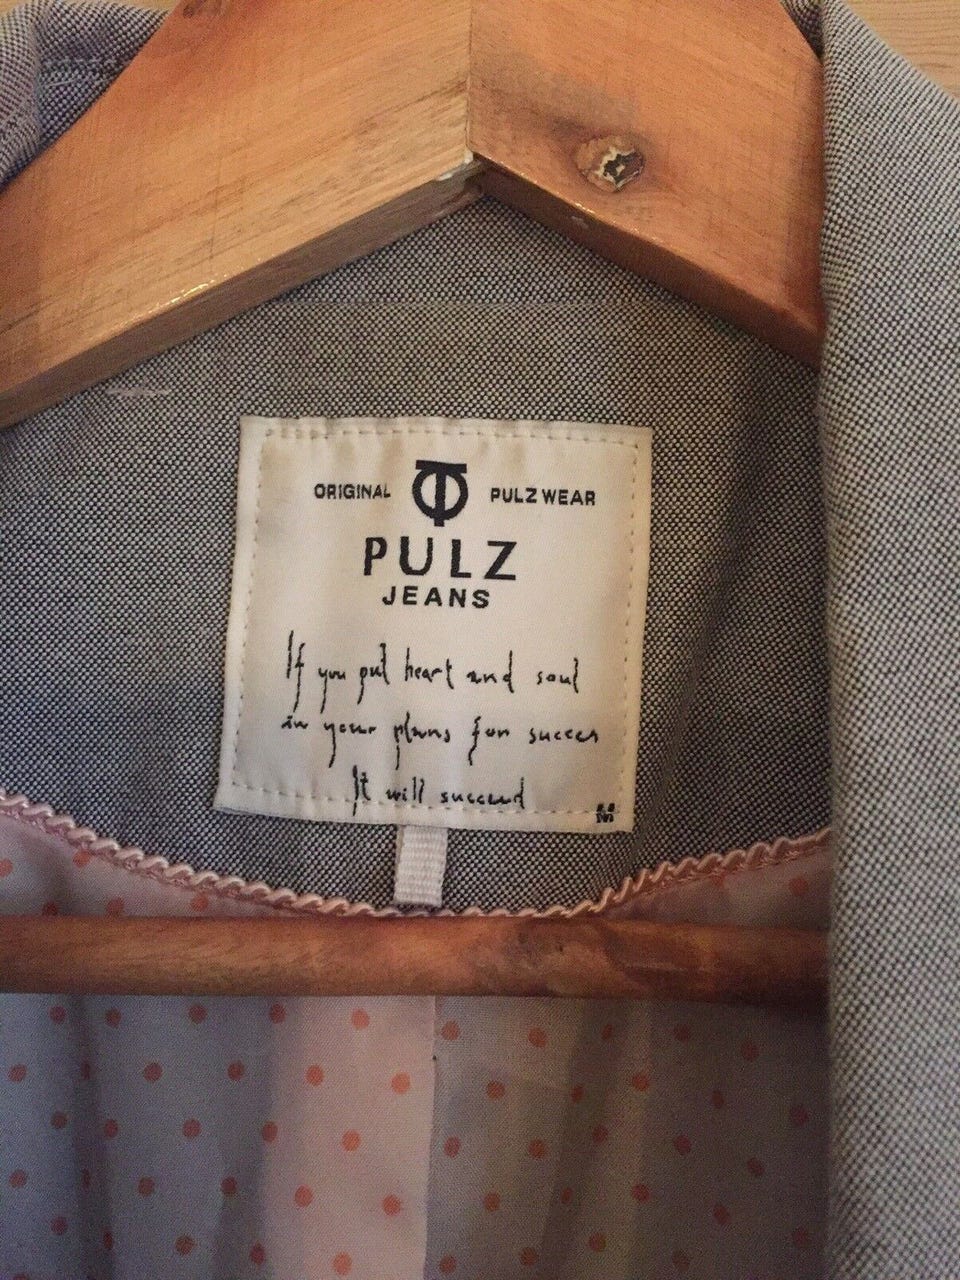 ORIGINAL PULZ WEAR
PULZ
JEANS
If you put heart and soul
in your plans for succes
It will succeed